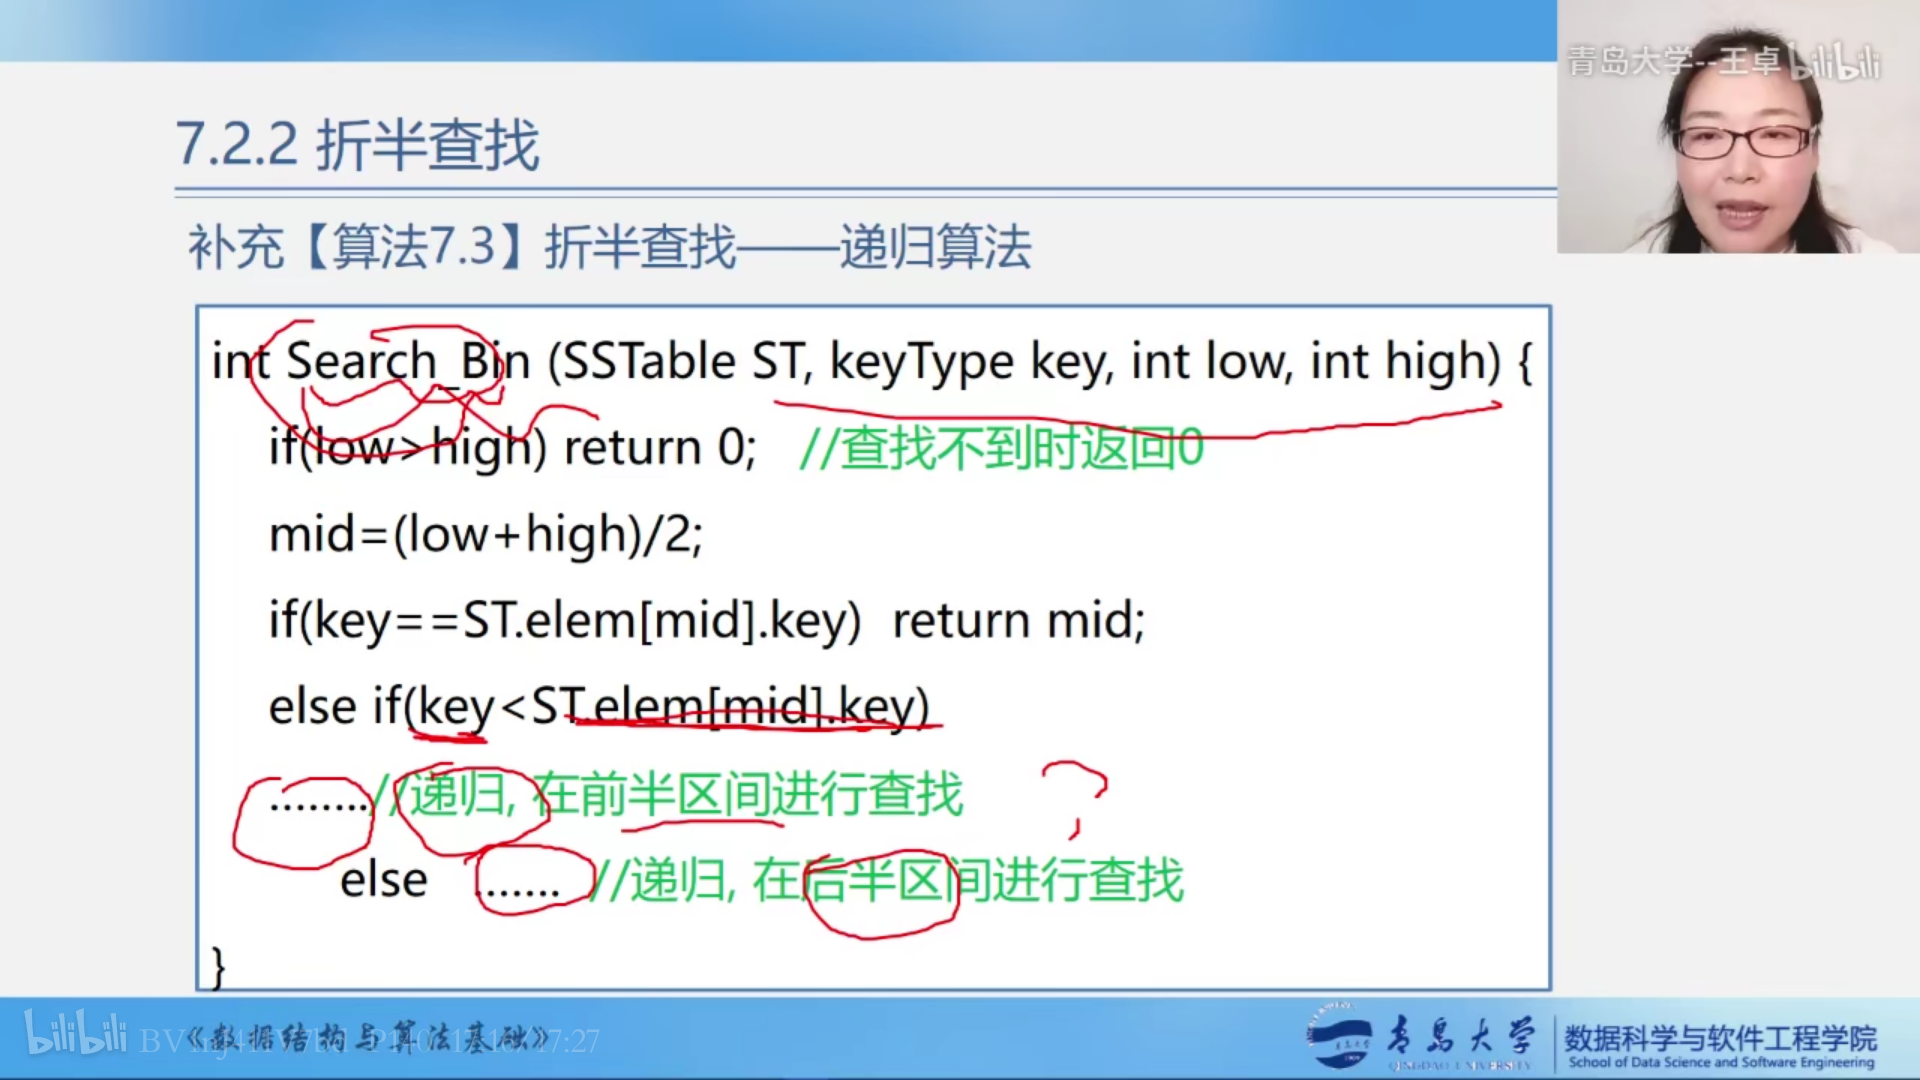 青岛大学--王卓 bilibili
7.2.2 折半查找
补充【算法7.3】折半查找——递归算法
int Search_Bin (SSTable ST, keyType key, int low, int high) {
if(low>high) return 0; //查找不到时返回0
mid=(low+high)/2;
if(key==ST.elem[mid].key) return mid;
else if(key<ST.elem[mid].key)
........//递归, 在前半区间进行查找
else ....... //递归, 在后半区间进行查找
}
bilibili
《数据结构与算法基础》
17:27
青岛大学
QINGDAO UNIVERSITY
数据科学与软件工程学院
School of Data Science and Software Engineering